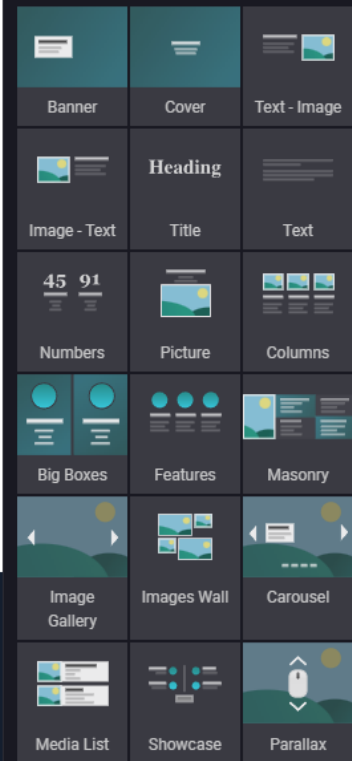 Banner
Cover
Text - Image
Image - Text
Heading
Title
Text
45 91
Numbers
Picture
Columns
Big Boxes
Features
Masonry
Image
Gallery
Images Wall
Carousel
Media List
Showcase
Parallax